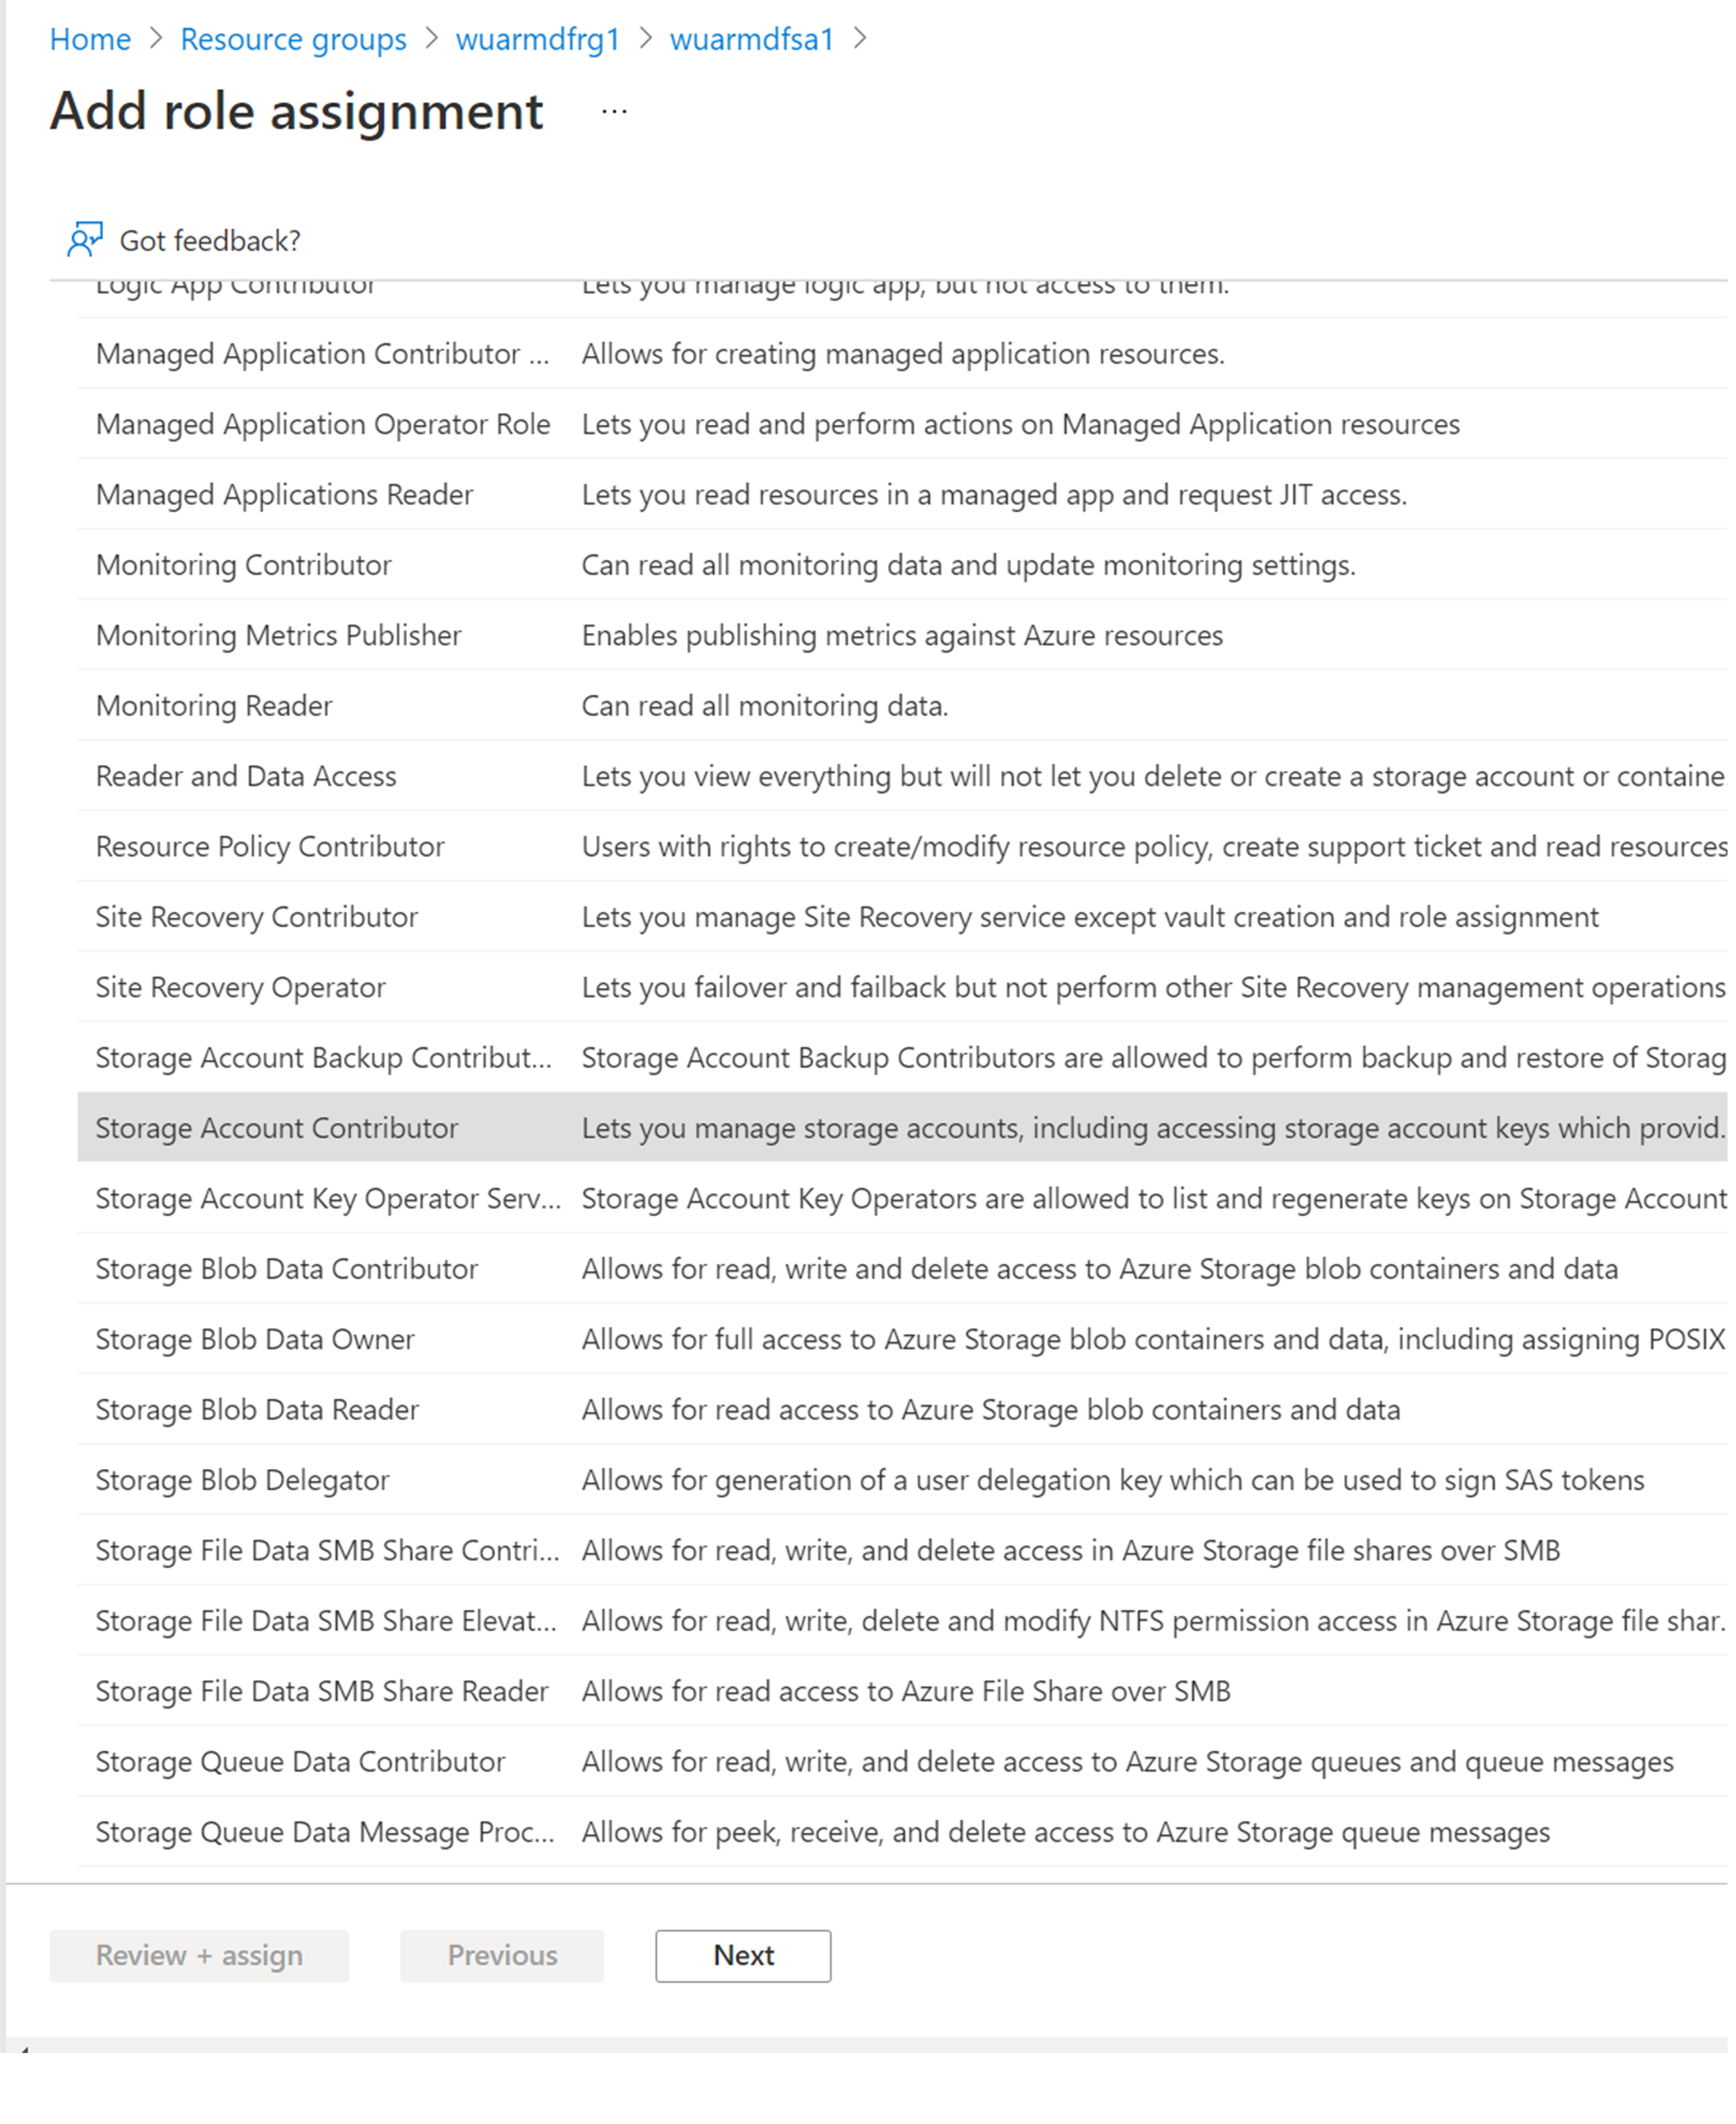 Home > Resource groups > wuarmdfrg1 > wuarmdfsa1 >
Add role assignment ...
Got feedback?
Logic App Contributor Lets you manage logic app, but not access to them.
Managed Application Contributor ... Allows for creating managed application resources.
Managed Application Operator Role Lets you read and perform actions on Managed Application resources
Managed Applications Reader Lets you read resources in a managed app and request JIT access.
Monitoring Contributor Can read all monitoring data and update monitoring settings.
Monitoring Metrics Publisher Enables publishing metrics against Azure resources
Monitoring Reader Can read all monitoring data.
Reader and Data Access Lets you view everything but will not let you delete or create a storage account or containe
Resource Policy Contributor Users with rights to create/modify resource policy, create support ticket and read resources
Site Recovery Contributor Lets you manage Site Recovery service except vault creation and role assignment
Site Recovery Operator Lets you failover and failback but not perform other Site Recovery management operations
Storage Account Backup Contribut... Storage Account Backup Contributors are allowed to perform backup and restore of Storag
Storage Account Contributor Lets you manage storage accounts, including accessing storage account keys which provid.
Storage Account Key Operator Serv... Storage Account Key Operators are allowed to list and regenerate keys on Storage Account
Storage Blob Data Contributor Allows for read, write and delete access to Azure Storage blob containers and data
Storage Blob Data Owner Allows for full access to Azure Storage blob containers and data, including assigning POSIX
Storage Blob Data Reader Allows for read access to Azure Storage blob containers and data
Storage Blob Delegator Allows for generation of a user delegation key which can be used to sign SAS tokens
Storage File Data SMB Share Contri... Allows for read, write, and delete access in Azure Storage file shares over SMB
Storage File Data SMB Share Elevat... Allows for read, write, delete and modify NTFS permission access in Azure Storage file shar.
Storage File Data SMB Share Reader Allows for read access to Azure File Share over SMB
Storage Queue Data Contributor Allows for read, write, and delete access to Azure Storage queues and queue messages
Storage Queue Data Message Proc... Allows for peek, receive, and delete access to Azure Storage queue messages
Review + assign Previous Next